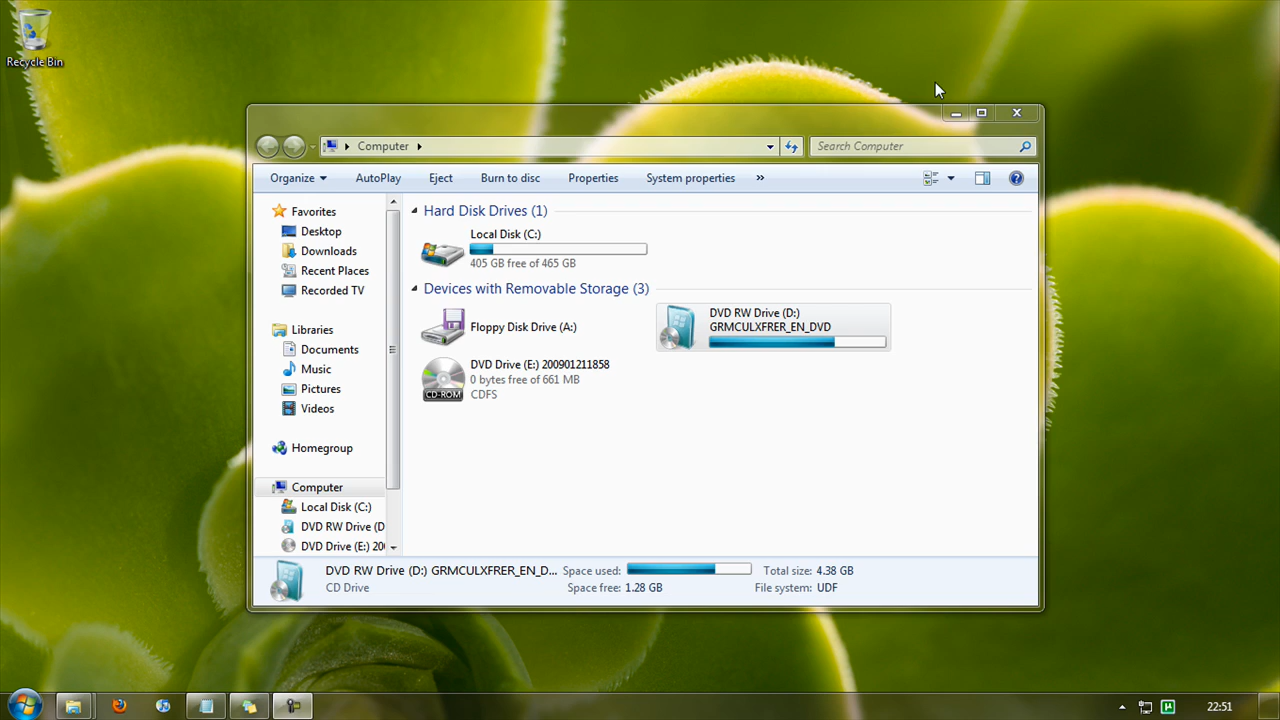 Recycle Bin
Computer
Search Computer
Organize AutoPlay Eject Burn to disc Properties System properties »
Favorites
Desktop
Downloads
Recent Places
Recorded TV
Libraries
Documents
Music
Pictures
Videos
Homegroup
Computer
Local Disk (C:)
DVD RW Drive (D
DVD Drive (E:) 20
Hard Disk Drives (1)
Local Disk (C:)
405 GB free of 465 GB
Devices with Removable Storage (3)
Floppy Disk Drive (A:)
DVD RW Drive (D:)
GRMCULXFRER_EN_DVD
CD-ROM
DVD Drive (E:) 200901211858
0 bytes free of 661 MB
CDFS
DVD RW Drive (D:) GRMCULXFRER_EN_D... Space used: Total size: 4.38 GB
CD Drive Space free: 1.28 GB File system: UDF
22:51